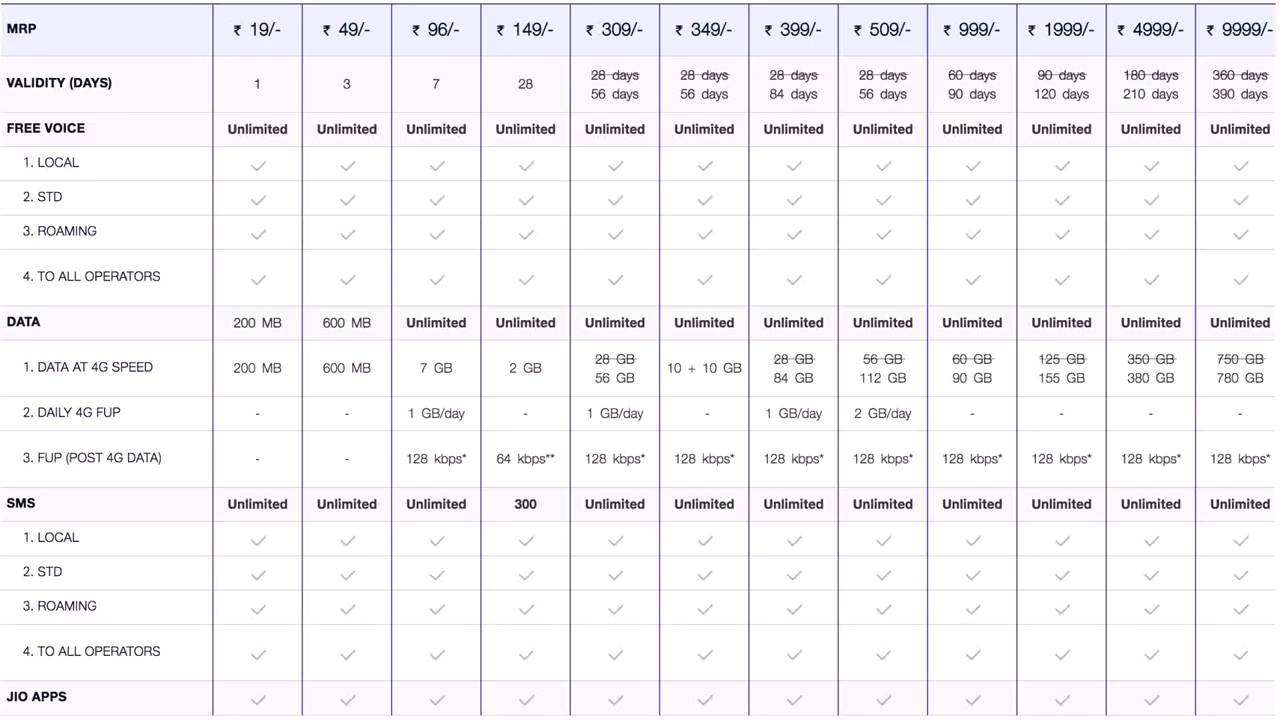 MRP ₹ 19/- ₹ 49/- ₹ 96/- ₹ 149/- ₹ 309/- ₹ 349/- ₹ 399/- ₹ 509/- ₹ 999/- ₹ 1999/- ₹ 4999/- ₹ 9999/-
28 days 28 days 28 days 28 days 60 days 90 days 180 days 360 days
VALIDITY (DAYS) 1 3 7 28
56 days 56 days 84 days 56 days 90 days 120 days 210 days 390 days
FREE VOICE Unlimited Unlimited Unlimited Unlimited Unlimited Unlimited Unlimited Unlimited Unlimited Unlimited Unlimited Unlimited
1. LOCAL
2. STD
3. ROAMING
4. TO ALL OPERATORS
DATA 200 MB 600 MB Unlimited Unlimited Unlimited Unlimited Unlimited Unlimited Unlimited Unlimited Unlimited Unlimited
28 GB 28 GB 56 GB 60 GB 125 GB 350 GB 750 GB
1. DATA AT 4G SPEED 200 MB 600 MB 7 GB 2 GB 10 + 10 GB
56 GB 84 GB 112 GB 90 GB 155 GB 380 GB 780 GB
2. DAILY 4G FUP - - 1 GB/day - 1 GB/day - 1 GB/day 2 GB/day - - - -
3. FUP (POST 4G DATA) - - 128 kbps* 64 kbps** 128 kbps* 128 kbps* 128 kbps* 128 kbps* 128 kbps* 128 kbps* 128 kbps* 128 kbps*
SMS Unlimited Unlimited Unlimited 300 Unlimited Unlimited Unlimited Unlimited Unlimited Unlimited Unlimited Unlimited
1. LOCAL
2. STD
3. ROAMING
4. TO ALL OPERATORS
JIO APPS